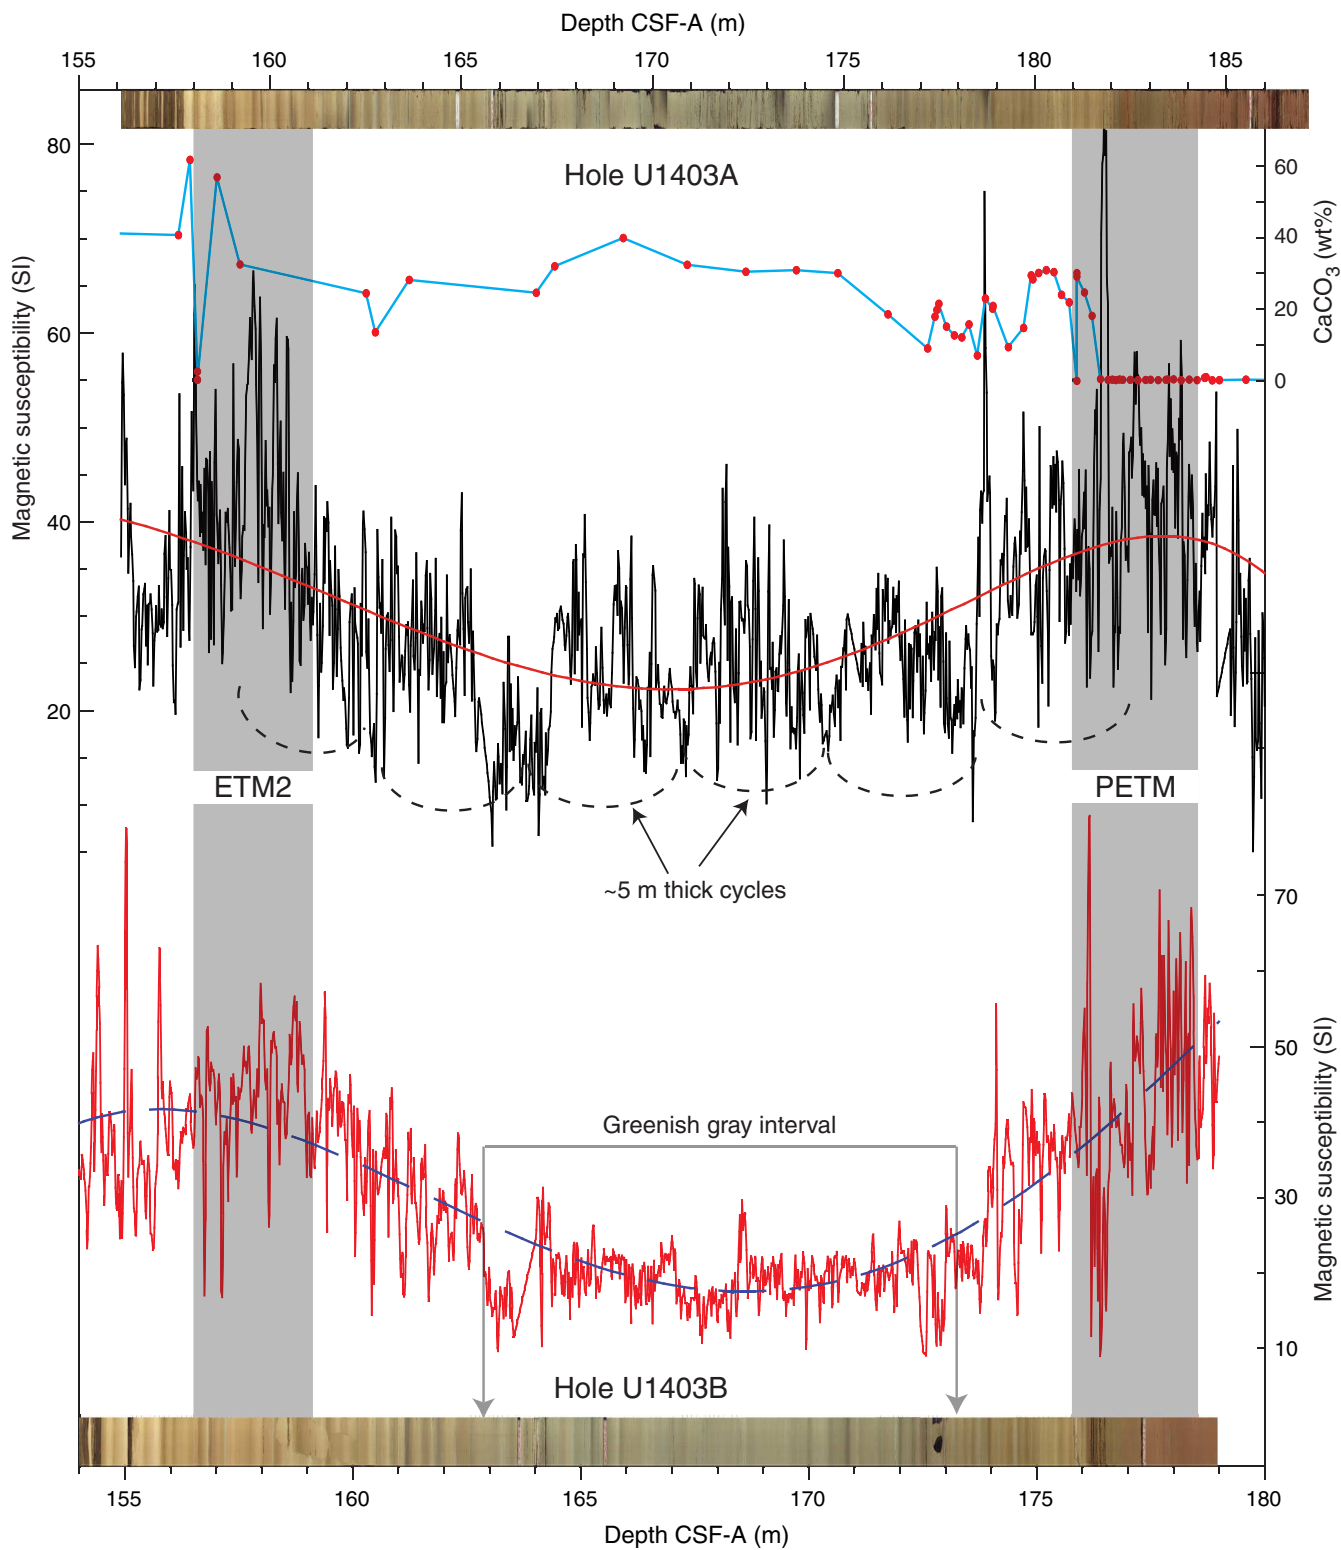 Depth CSF-A (m)
155 160 165 170 175 180 185
Hole U1403A
80
60
40
20
Magnetic susceptibility (SI)
60
40
20
0
CaCO3 (wt%)
ETM2
PETM
~5 m thick cycles
70
50
30
10
Magnetic susceptibility (SI)
Greenish gray interval
Hole U1403B
155 160 165 170 175 180
Depth CSF-A (m)